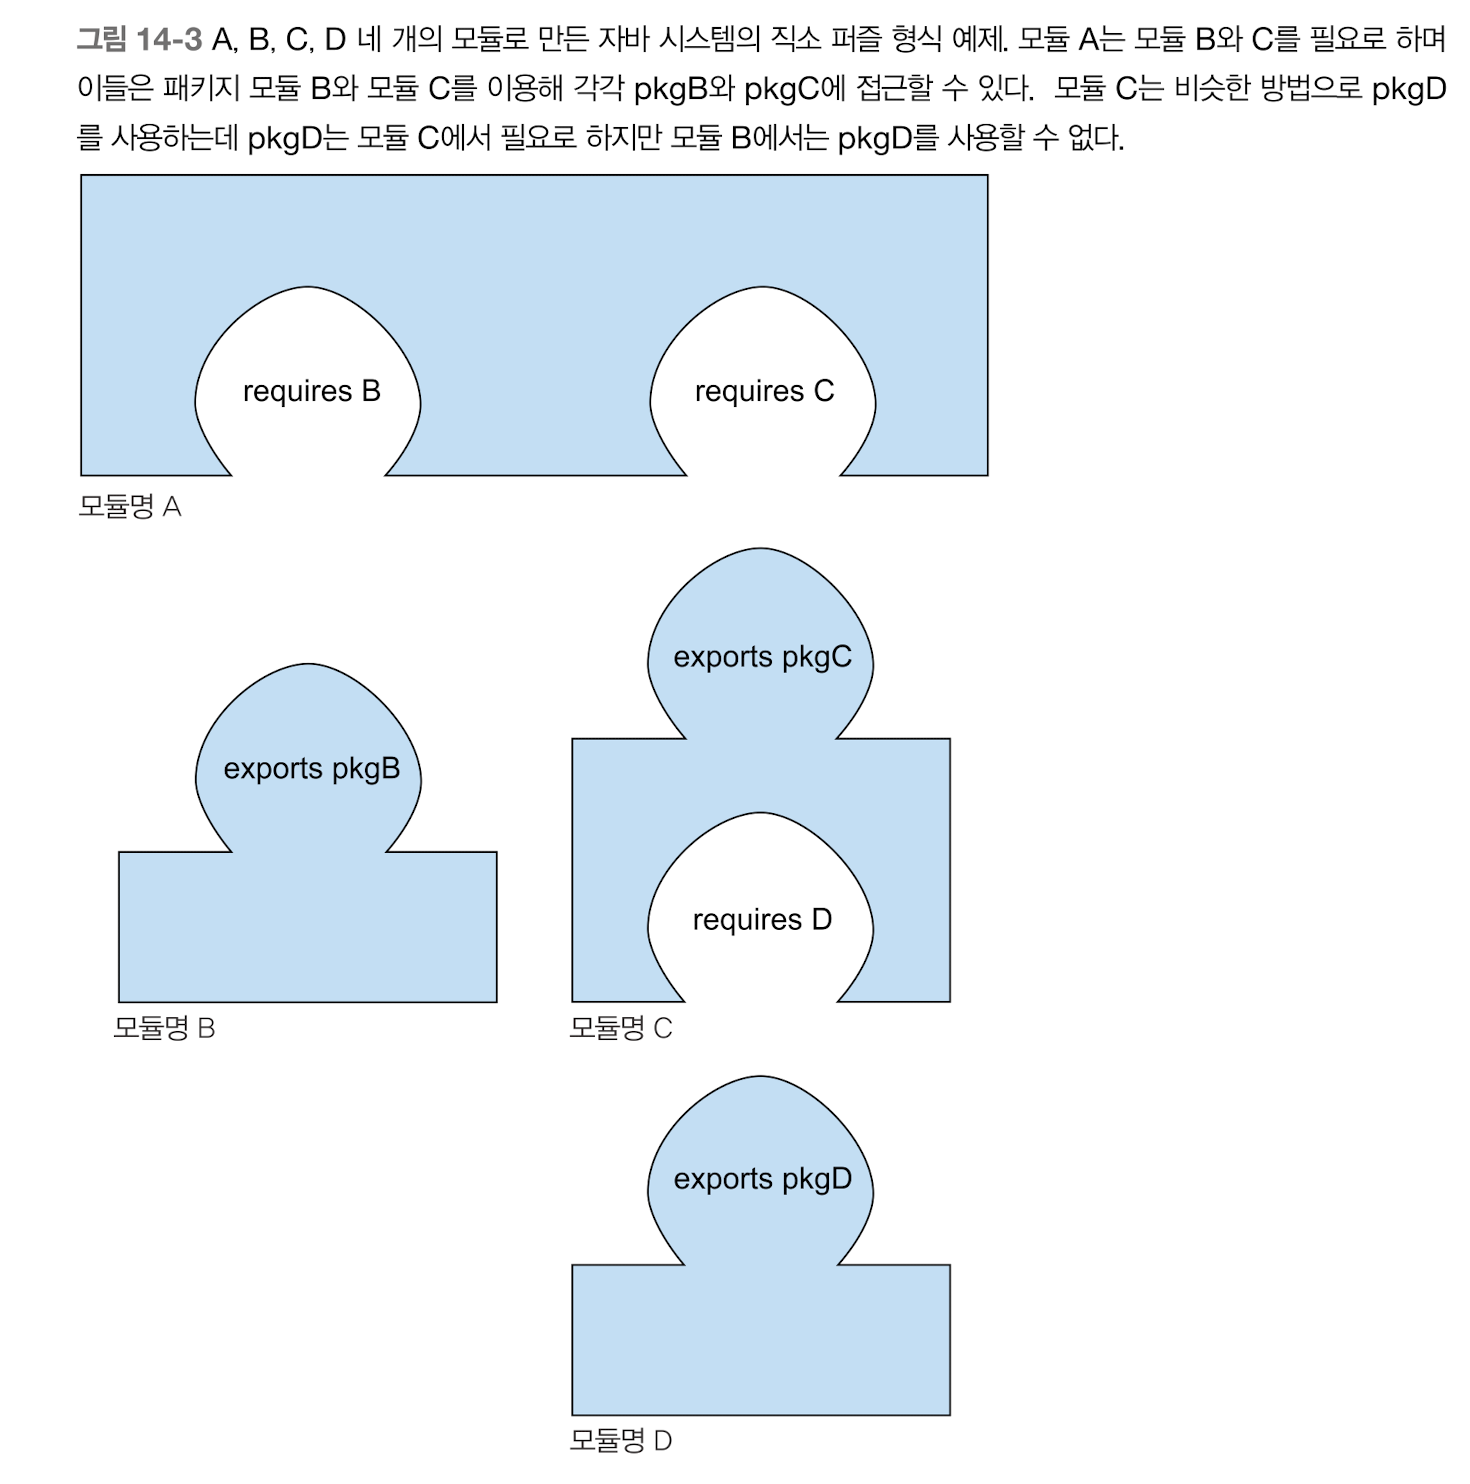 그림 14-3 A, B, C, D 네 개의 모듈로 만든 자바 시스템의 직소 퍼즐 형식 예제. 모듈 A는 모듈 B와 C를 필요로 하며
이들은 패키지 모듈 B와 모듈 C를 이용해 각각 pkgB와 pkgC에 접근할 수 있다. 모듈 C는 비슷한 방법으로 pkgD
를 사용하는데 pkgD는 모듈 C에서 필요로 하지만 모듈 B에서는 pkgD를 사용할 수 없다.
requires B
requires C
모듈명 A
exports pkgC
exports pkgB
requires D
모듈명 B
모듈명 C
exports pkgD
모듈명 D